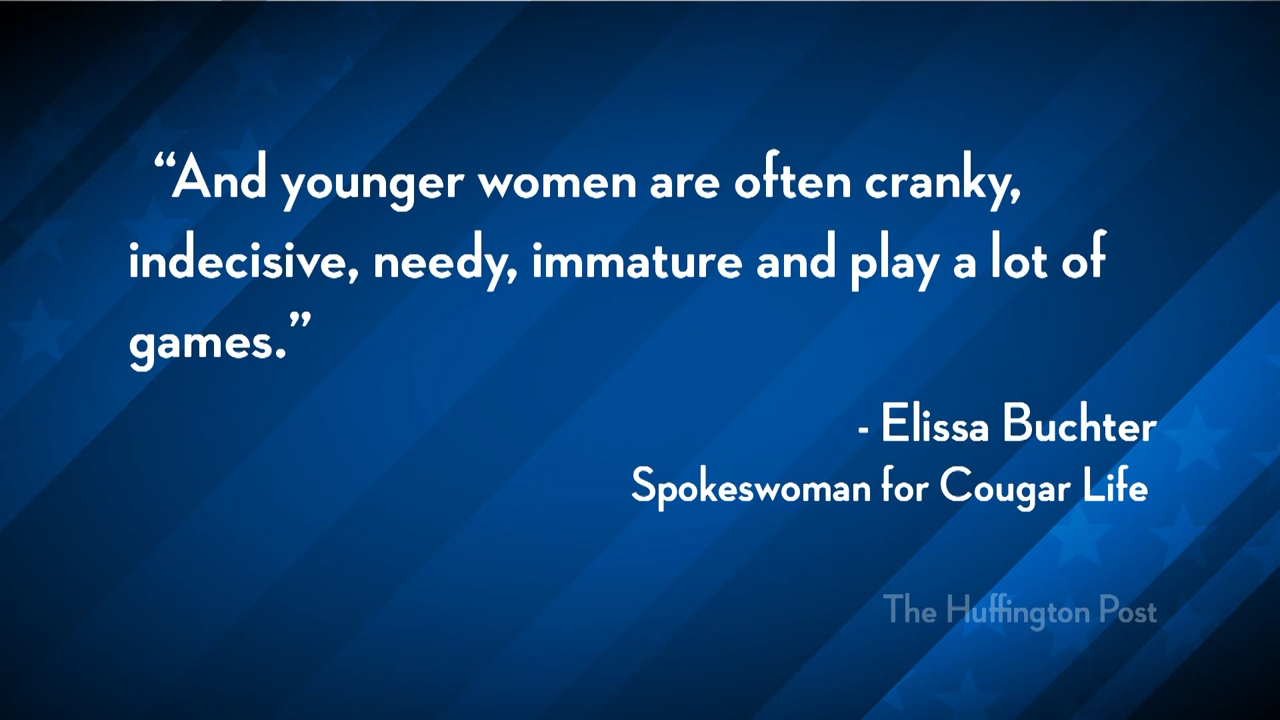 “And younger women are often cranky,
indecisive, needy, immature and play a lot of
games.”
- Elissa Buchter
Spokeswoman for Cougar Life
The Huffington Post